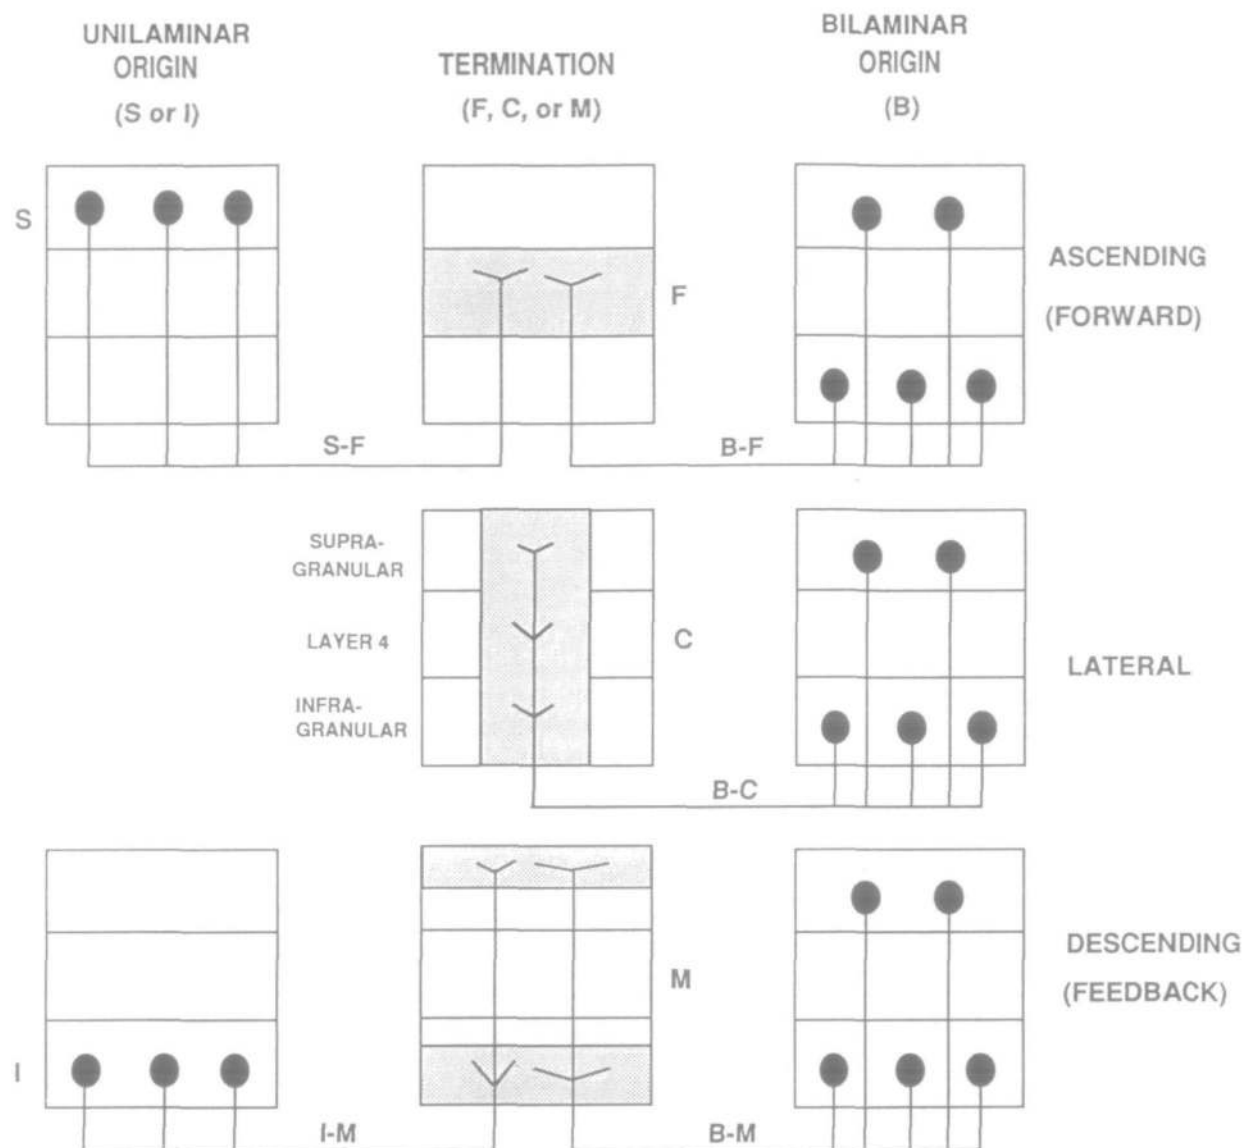 UNILAMINAR
ORIGIN
(S or I)
TERMINATION
(F, C, or M)
BILAMINAR
ORIGIN
(B)
S
F
ASCENDING
(FORWARD)
S-F
B-F
SUPRA-
GRANULAR
LAYER 4
INFRA-
GRANULAR
C
LATERAL
B-C
I
M
DESCENDING
(FEEDBACK)
I-M
B-M